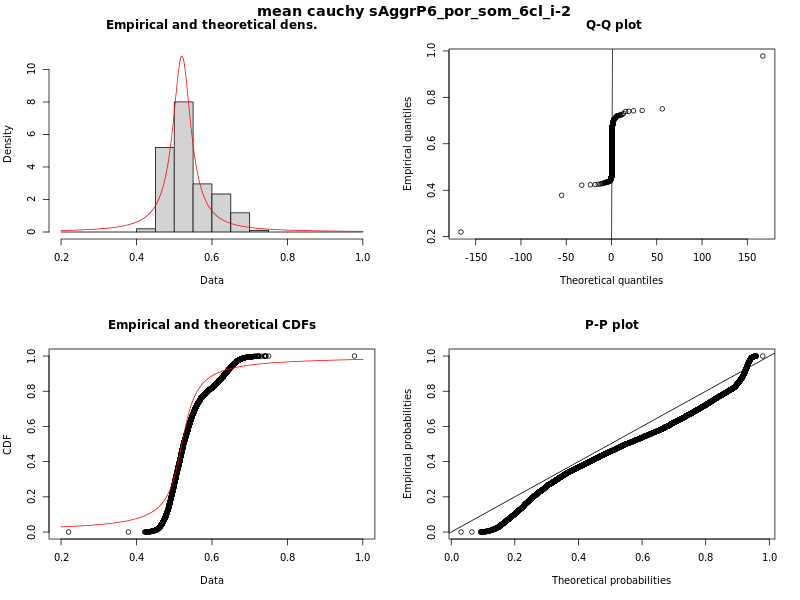 mean cauchy sAggrP6_por_som_6cl_i-2
Empirical and theoretical dens.
Density
0 2 4 6 8 10
0.2 0.4 0.6 0.8 1.0
Data
Q-Q plot
Empirical quantiles
0.2 0.4 0.6 0.8 1.0
-150 -100 -50 0 50 100 150
Theoretical quantiles
Empirical and theoretical CDFs
CDF
0.0 0.2 0.4 0.6 0.8 1.0
0.2 0.4 0.6 0.8 1.0
Data
P-P plot
Empirical probabilities
0.0 0.2 0.4 0.6 0.8 1.0
0.0 0.2 0.4 0.6 0.8 1.0
Theoretical probabilities